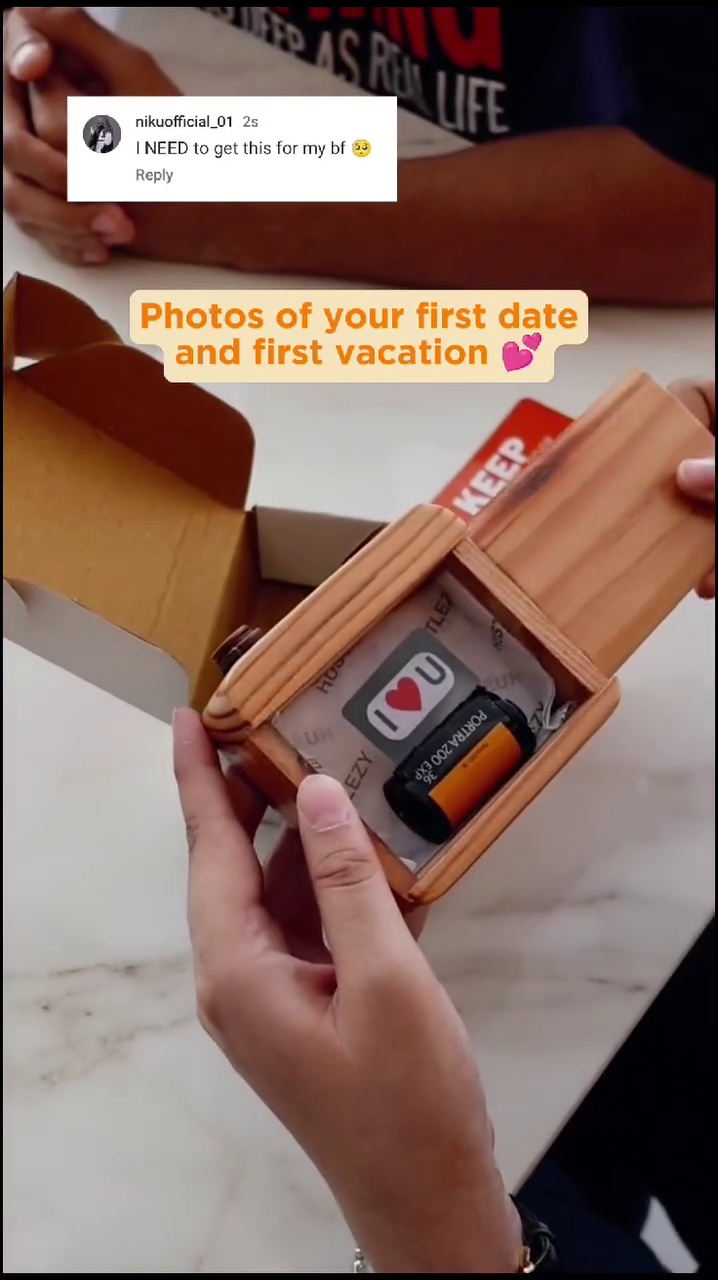 S DEEP AS REAL LIFE
nikuofficial_01 2s
I NEED to get this for my bf 🥺
Reply
Photos of your first date
and first vacation 💕
KEEP
I ❤ U
PORTRA 200 EXP
36